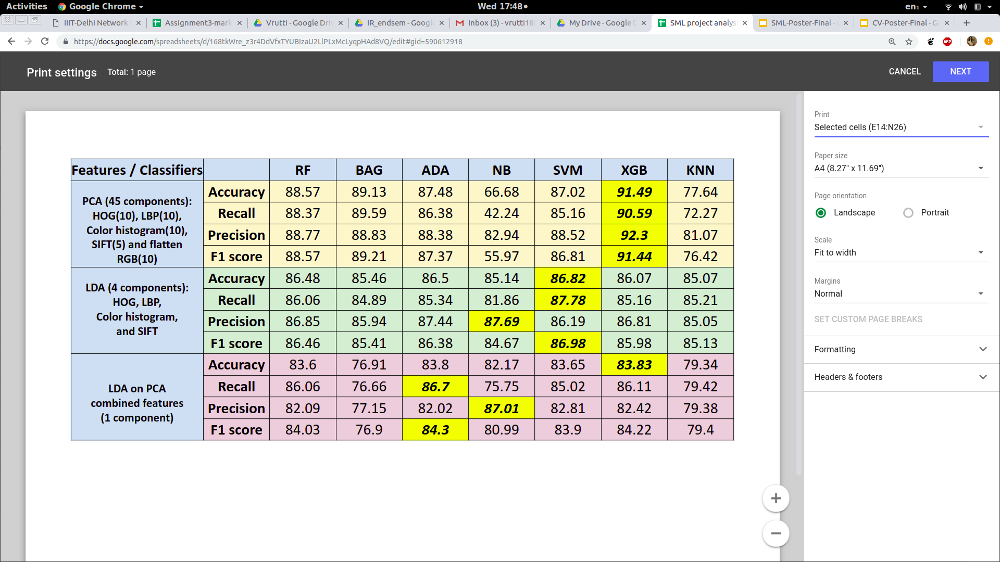 Activities Google Chrome Wed 17:48 en₁
IIIT-Delhi Network Assignment3-mark Vrutti - Google Driv IR_endsem - Google Inbox (3) - vrutti180 My Drive - Google D SML project analys SML-Poster-Final - CV-Poster-Final - Go
https://docs.google.com/spreadsheets/d/168tkWre_z3r4DdVfxTYUBIzaU2LlPLxMcLyqpHAd8VQ/edit#gid=590612918 ABP
Print settings Total: 1 page CANCEL NEXT
Features / Classifiers RF BAG ADA NB SVM XGB KNN
PCA (45 components):
HOG(10), LBP(10),
Color histogram(10),
SIFT(5) and flatten
RGB(10)
Accuracy 88.57 89.13 87.48 66.68 87.02 91.49 77.64
Recall 88.37 89.59 86.38 42.24 85.16 90.59 72.27
Precision 88.77 88.83 88.38 82.94 88.52 92.3 81.07
F1 score 88.57 89.21 87.37 55.97 86.81 91.44 76.42
LDA (4 components):
HOG, LBP,
Color histogram,
and SIFT
Accuracy 86.48 85.46 86.5 85.14 86.82 86.07 85.07
Recall 86.06 84.89 85.34 81.86 87.78 85.16 85.21
Precision 86.85 85.94 87.44 87.69 86.19 86.81 85.05
F1 score 86.46 85.41 86.38 84.67 86.98 85.98 85.13
LDA on PCA
combined features
(1 component)
Accuracy 83.6 76.91 83.8 82.17 83.65 83.83 79.34
Recall 86.06 76.66 86.7 75.75 85.02 86.11 79.42
Precision 82.09 77.15 82.02 87.01 82.81 82.42 79.38
F1 score 84.03 76.9 84.3 80.99 83.9 84.22 79.4
Print
Selected cells (E14:N26)
Paper size
A4 (8.27" x 11.69")
Page orientation
Landscape Portrait
Scale
Fit to width
Margins
Normal
SET CUSTOM PAGE BREAKS
Formatting
Headers & footers